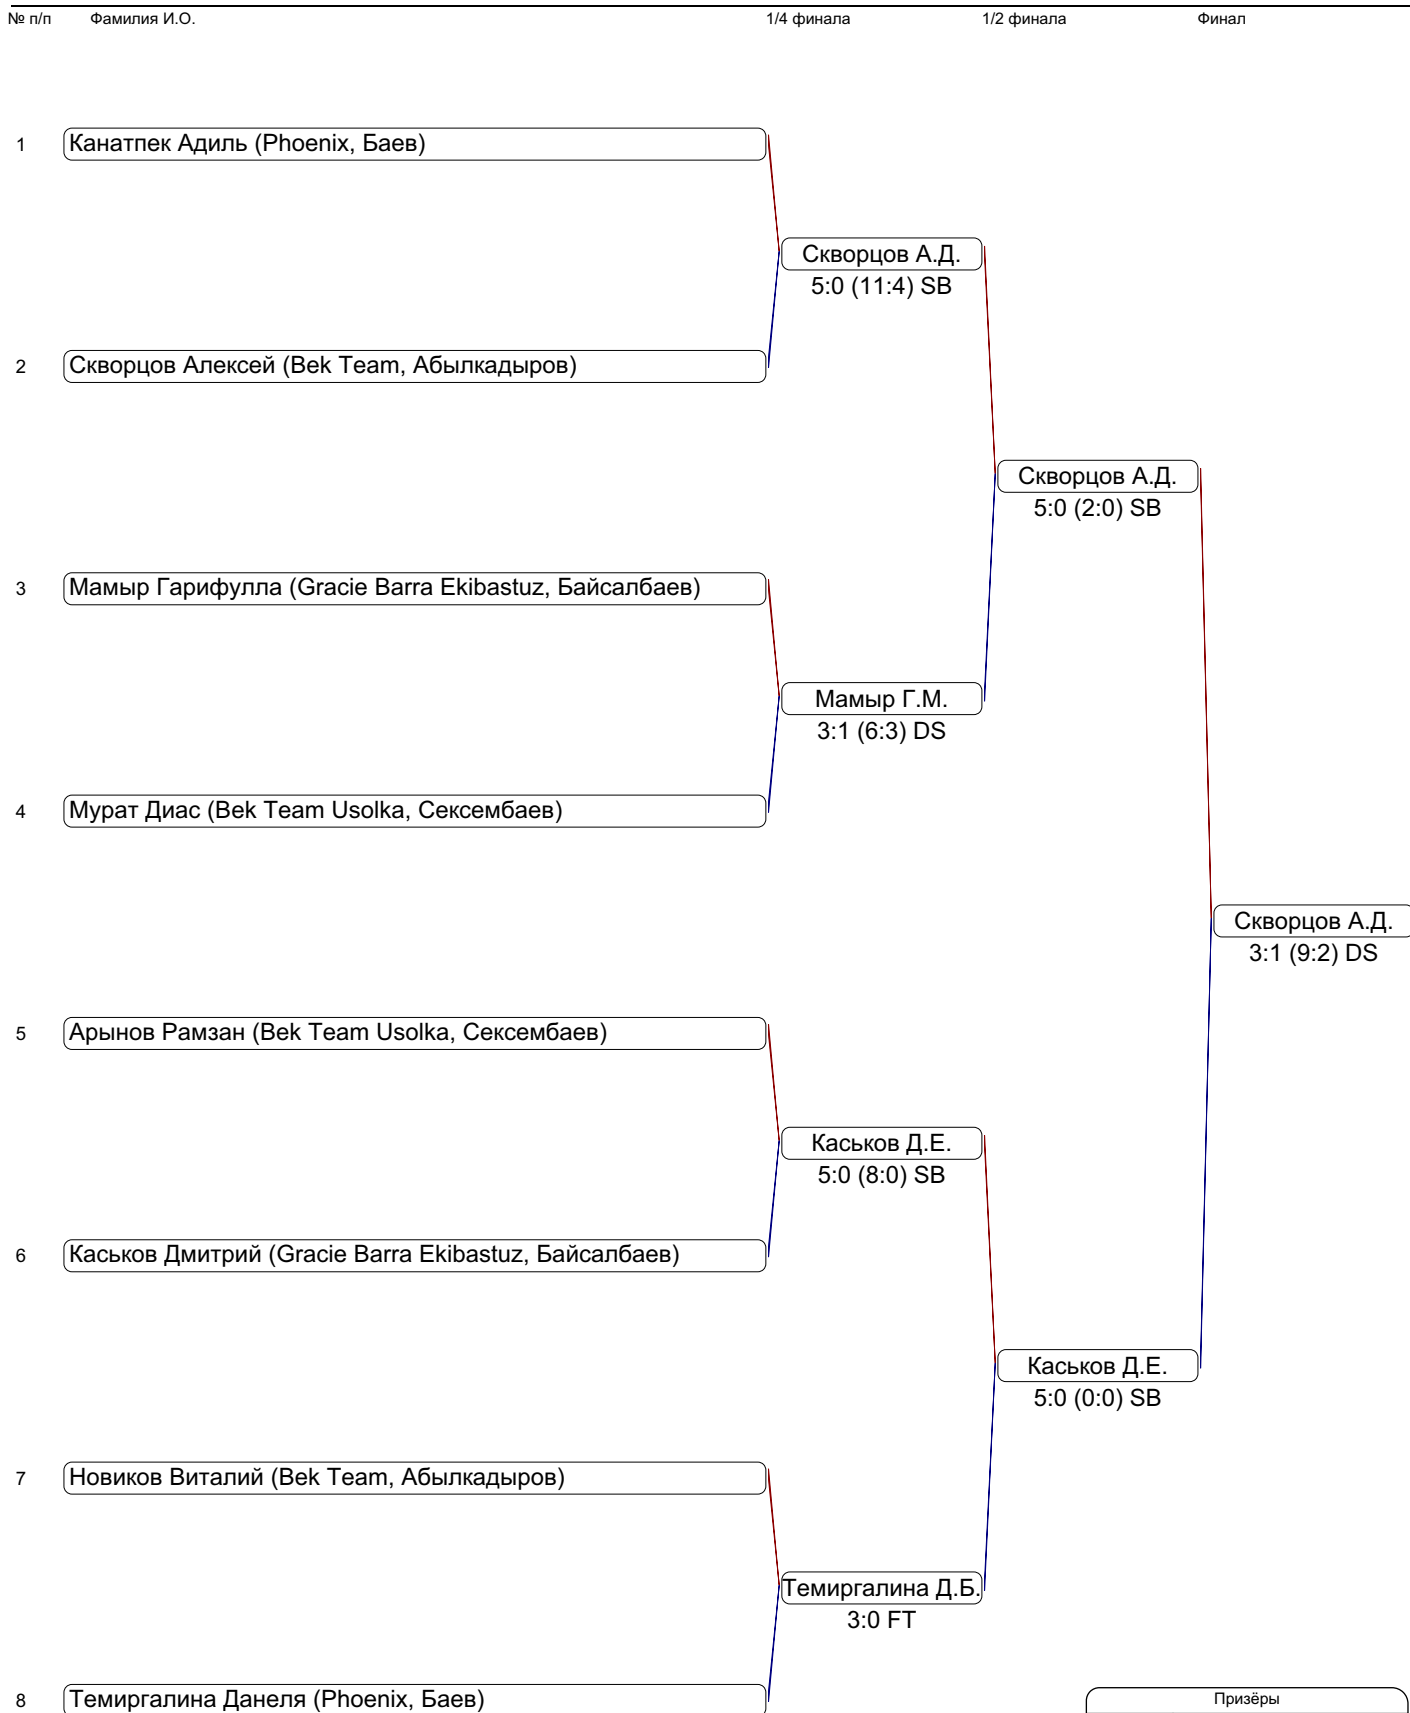 № п/п Фамилия И.О. 1/4 финала 1/2 финала Финал
1 Канатпек Адиль (Phoenix, Баев)
Скворцов А.Д.
5:0 (11:4) SB
2 Скворцов Алексей (Bek Team, Абылкадыров)
Скворцов А.Д.
5:0 (2:0) SB
3 Мамыр Гарифулла (Gracie Barra Ekibastuz, Байсалбаев)
Мамыр Г.М.
3:1 (6:3) DS
4 Мурат Диас (Bek Team Usolka, Сексембаев)
Скворцов А.Д.
3:1 (9:2) DS
5 Арынов Рамзан (Bek Team Usolka, Сексембаев)
Каськов Д.Е.
5:0 (8:0) SB
6 Каськов Дмитрий (Gracie Barra Ekibastuz, Байсалбаев)
Каськов Д.Е.
5:0 (0:0) SB
7 Новиков Виталий (Bek Team, Абылкадыров)
Темиргалина Д.Б.
3:0 FT
8 Темиргалина Данеля (Phoenix, Баев)
Призёры